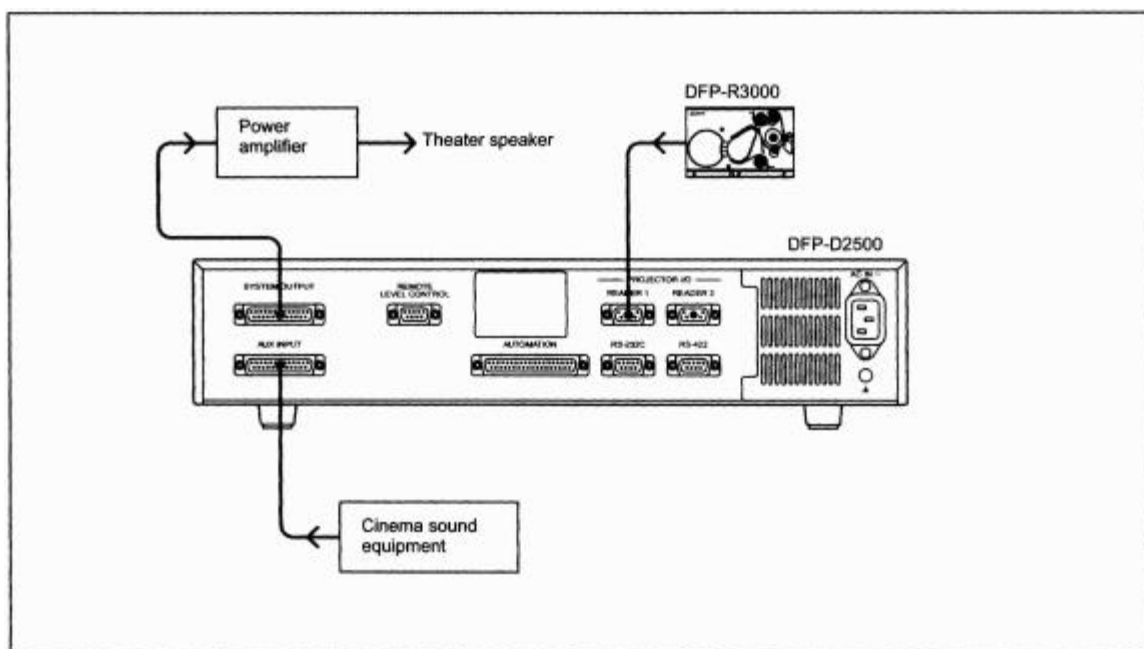 DFP-R3000
Power
amplifier
Theater speaker
DFP-D2500
SYSTEM OUTPUT
REMOTE
LEVEL CONTROL
PROJECTOR I/O
READER 1
READER 2
AC IN
AUX INPUT
AUTOMATION
RS-232C
RS-422
Cinema sound
equipment